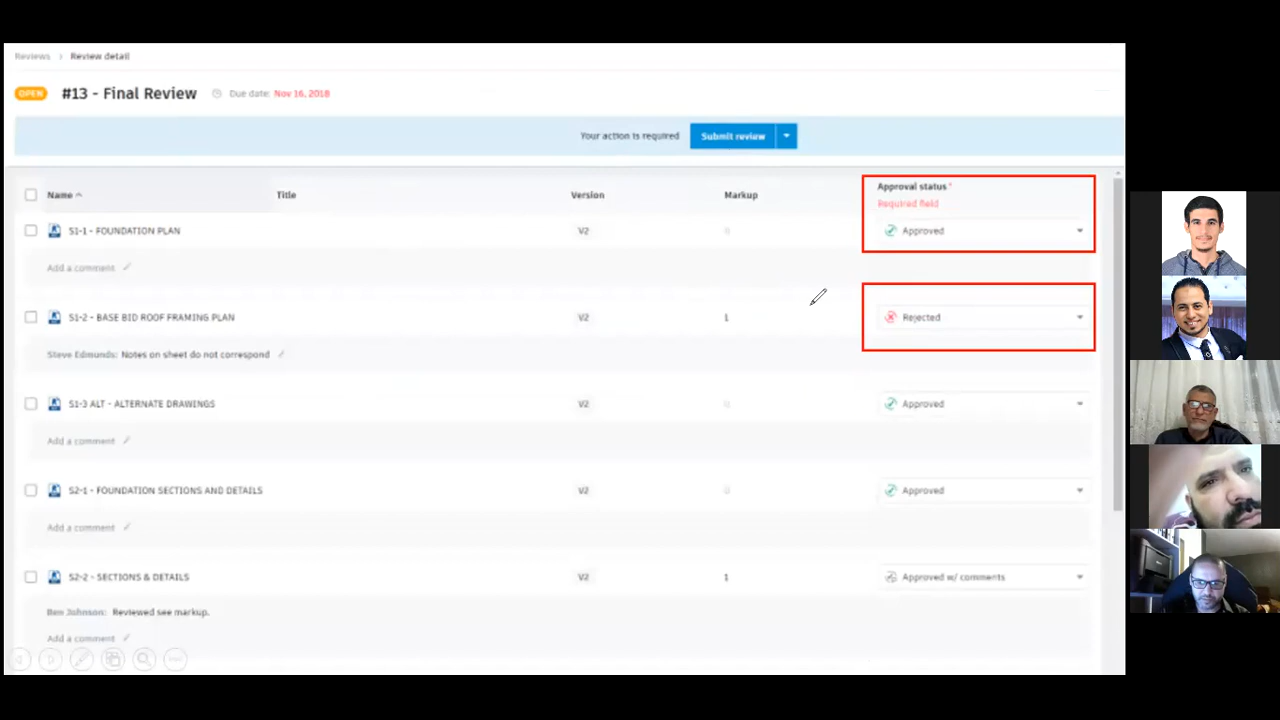 Reviews > Review detail
OPEN #13 - Final Review Due date: Nov 16, 2018
Your action is required Submit review
Name Title Version Markup Approval status *
Required field
S1-1 - FOUNDATION PLAN V2 0 Approved
Add a comment
S1-2 - BASE BID ROOF FRAMING PLAN V2 1 Rejected
Steve Edmunds: Notes on sheet do not correspond
S1-3 ALT - ALTERNATE DRAWINGS V2 0 Approved
Add a comment
S2-1 - FOUNDATION SECTIONS AND DETAILS V2 0 Approved
Add a comment
S2-2 - SECTIONS & DETAILS V2 1 Approved w/ comments
Ben Johnson: Reviewed see markup.
Add a comment